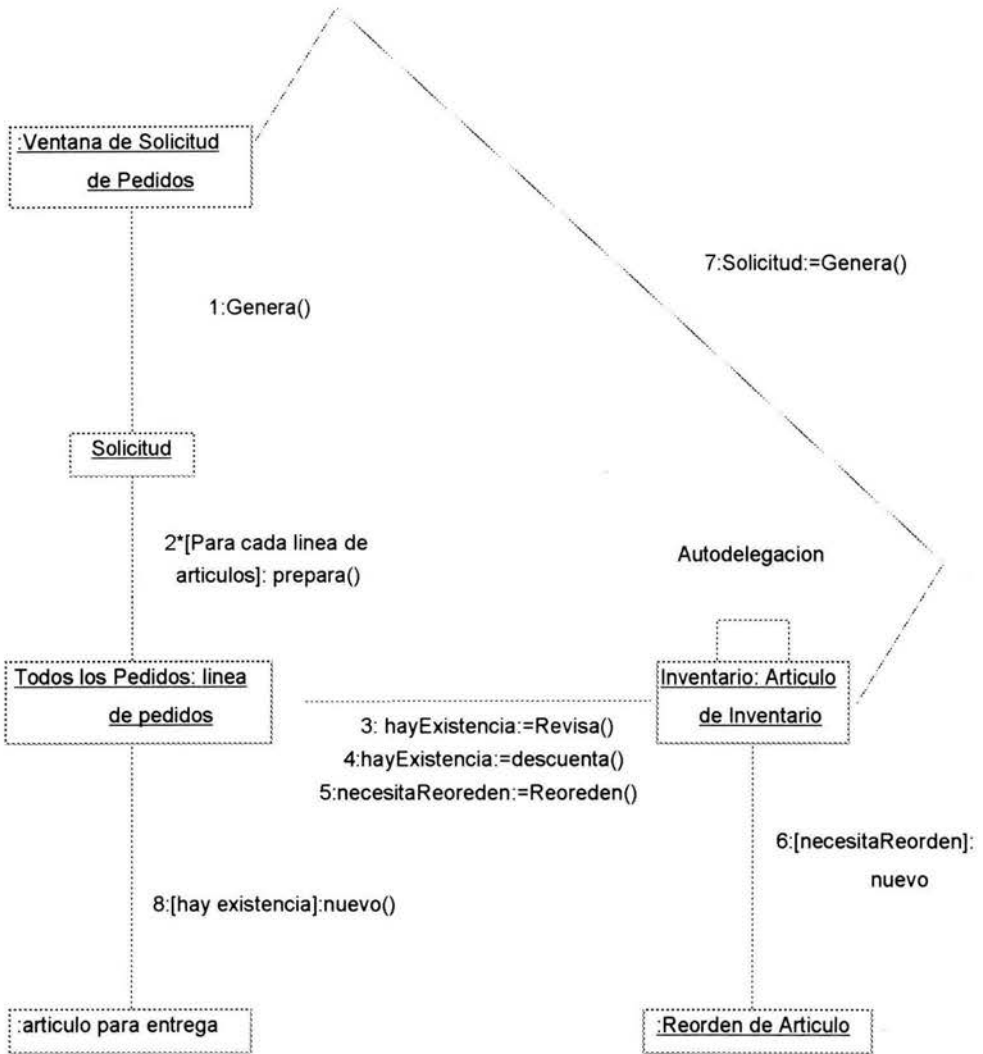 :Ventana de Solicitud
de Pedidos
7:Solicitud:=Genera()
1:Genera()
Solicitud
2*[Para cada linea de
articulos]: prepara()
Autodelegacion
Todos los Pedidos: linea
de pedidos
Inventario: Articulo
de Inventario
3: hayExistencia:=Revisa()
4:hayExistencia:=descuenta()
5:necesitaReoreden:=Reoreden()
6:[necesitaReorden]:
nuevo
8:[hay existencia]:nuevo()
:articulo para entrega
:Reorden de Articulo